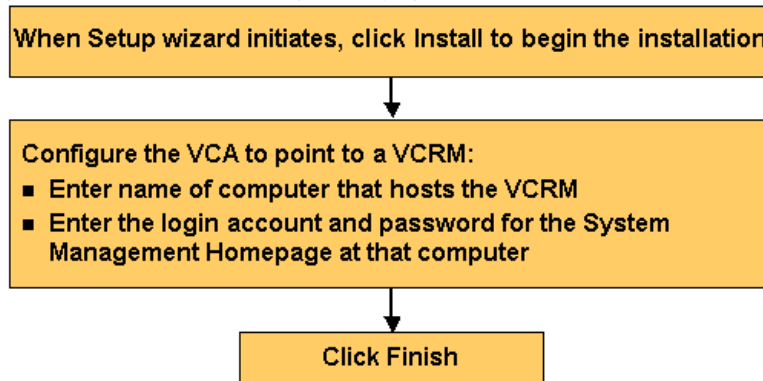 When Setup wizard initiates, click Install to begin the installation
Configure the VCA to point to a VCRM:
■ Enter name of computer that hosts the VCRM
■ Enter the login account and password for the System
Management Homepage at that computer
Click Finish